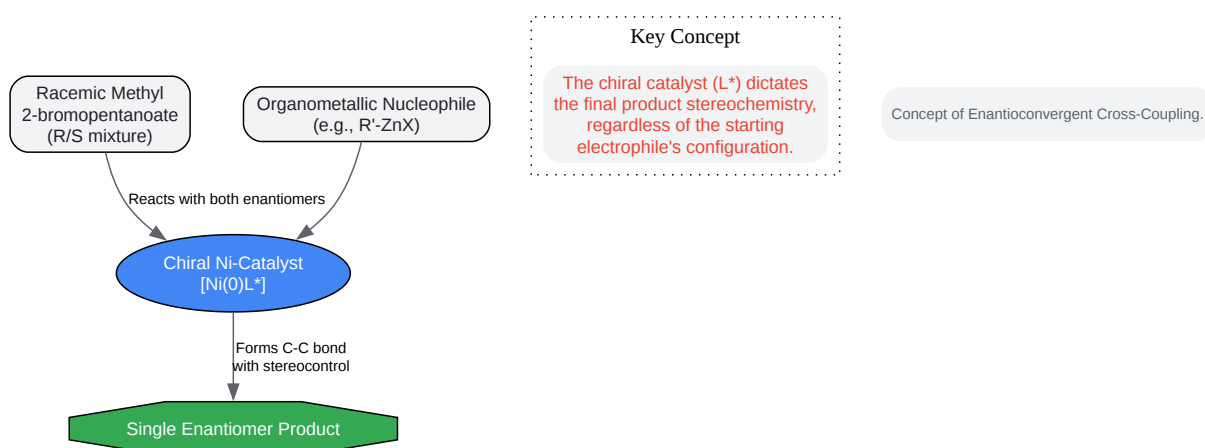 Key Concept
Racemic Methyl
2-bromopentanoate
(R/S mixture)
Organometallic Nucleophile
(e.g., R'-ZnX)
The chiral catalyst (L*) dictates
the final product stereochemistry,
regardless of the starting
electrophile's configuration.
Concept of Enantioconvergent Cross-Coupling.
Reacts with both enantiomers
Chiral Ni-Catalyst
[Ni(0)L*]
Forms C-C bond
with stereocontrol
Single Enantiomer Product